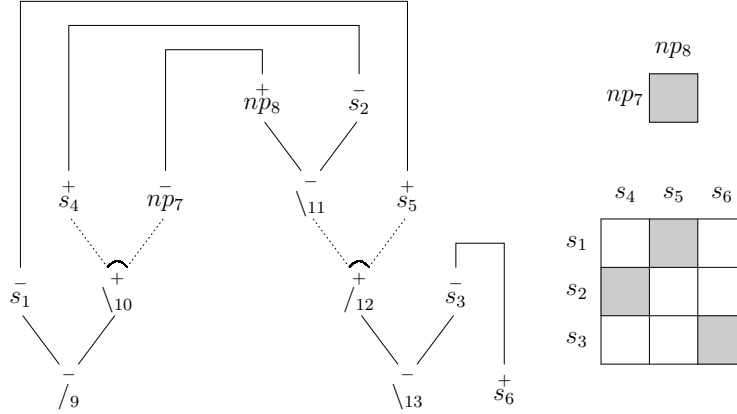 np₈
+
np₈
−
s₂
np₇
+
s₄
−
np₇
−
\₁₁
+
s₅
s₄ s₅ s₆
s₁
−
s₁
+
\₁₀
+
/₁₂
−
s₃
s₂
s₃
−
/₉
−
\₁₃
+
s₆